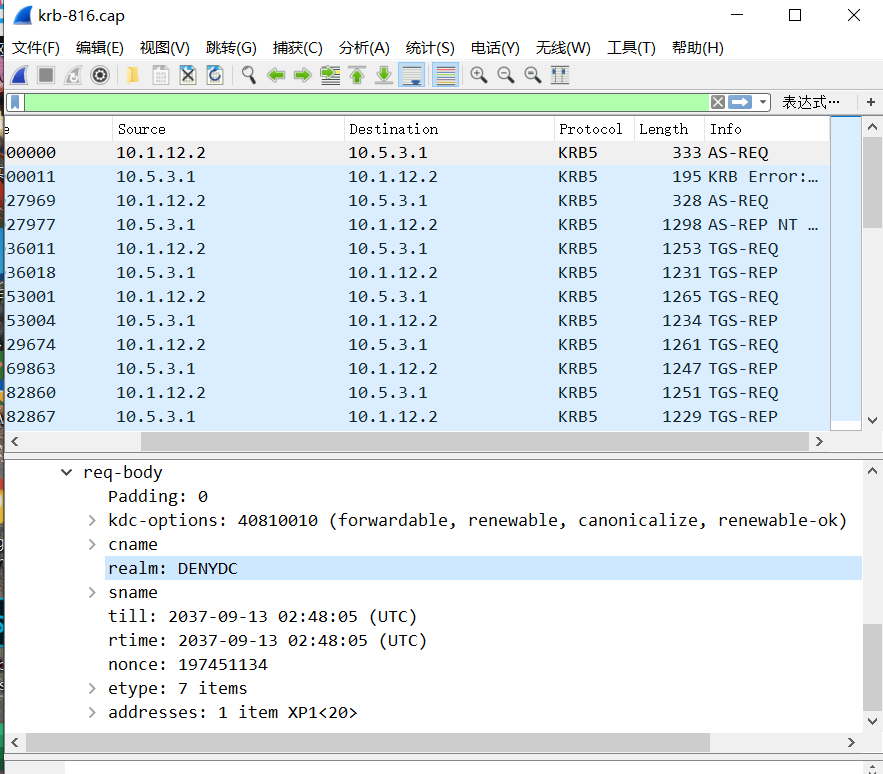 krb-816.cap
文件(F) 编辑(E) 视图(V) 跳转(G) 捕获(C) 分析(A) 统计(S) 电话(Y) 无线(W) 工具(T) 帮助(H)
表达式… +
e Source Destination Protocol Length Info
00000 10.1.12.2 10.5.3.1 KRB5 333 AS-REQ
00011 10.5.3.1 10.1.12.2 KRB5 195 KRB Error:…
27969 10.1.12.2 10.5.3.1 KRB5 328 AS-REQ
27977 10.5.3.1 10.1.12.2 KRB5 1298 AS-REP NT …
36011 10.1.12.2 10.5.3.1 KRB5 1253 TGS-REQ
36018 10.5.3.1 10.1.12.2 KRB5 1231 TGS-REP
53001 10.1.12.2 10.5.3.1 KRB5 1265 TGS-REQ
53004 10.5.3.1 10.1.12.2 KRB5 1234 TGS-REP
29674 10.1.12.2 10.5.3.1 KRB5 1261 TGS-REQ
69863 10.5.3.1 10.1.12.2 KRB5 1247 TGS-REP
82860 10.1.12.2 10.5.3.1 KRB5 1251 TGS-REQ
82867 10.5.3.1 10.1.12.2 KRB5 1229 TGS-REP
req-body
Padding: 0
kdc-options: 40810010 (forwardable, renewable, canonicalize, renewable-ok)
cname
realm: DENYDC
sname
till: 2037-09-13 02:48:05 (UTC)
rtime: 2037-09-13 02:48:05 (UTC)
nonce: 197451134
etype: 7 items
addresses: 1 item XP1<20>